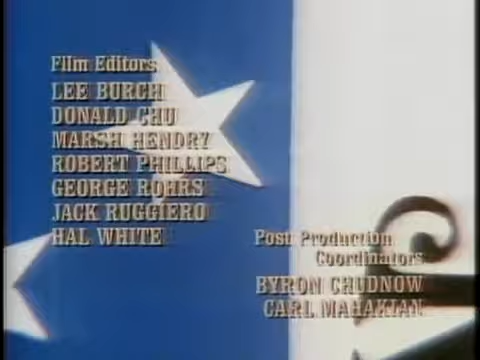 Film Editors
LEE BURCH
DONALD CHU
MARSH HENDRY
ROBERT PHILLIPS
GEORGE ROHRS
JACK RUGGIERO
HAL WHITE
Post Production
Coordinators
BYRON CHUDNOW
CARL MAHAKIAN